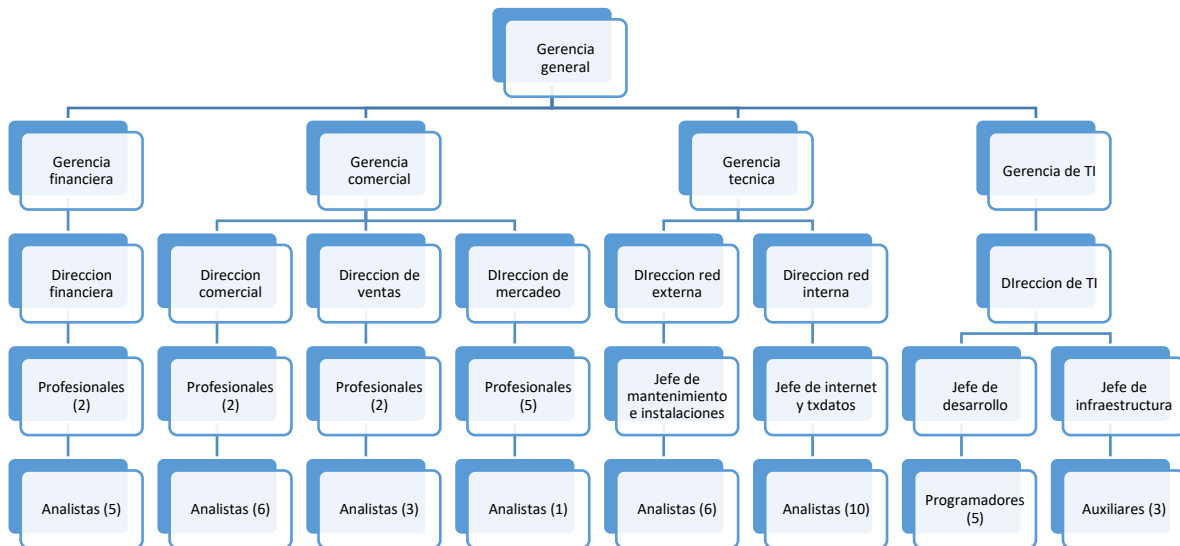 Gerencia
general
Gerencia
financiera
Gerencia
comercial
Gerencia
tecnica
Gerencia de TI
Direccion
financiera
Direccion
comercial
Direccion de
ventas
DIreccion de
mercadeo
DIreccion red
externa
Direccion red
interna
DIreccion de TI
Profesionales
(2)
Profesionales
(2)
Profesionales
(2)
Profesionales
(5)
Jefe de
mantenimiento
e instalaciones
Jefe de internet
y txdatos
Jefe de
desarrollo
Jefe de
infraestructura
Analistas (5)
Analistas (6)
Analistas (3)
Analistas (1)
Analistas (6)
Analistas (10)
Programadores
(5)
Auxiliares (3)